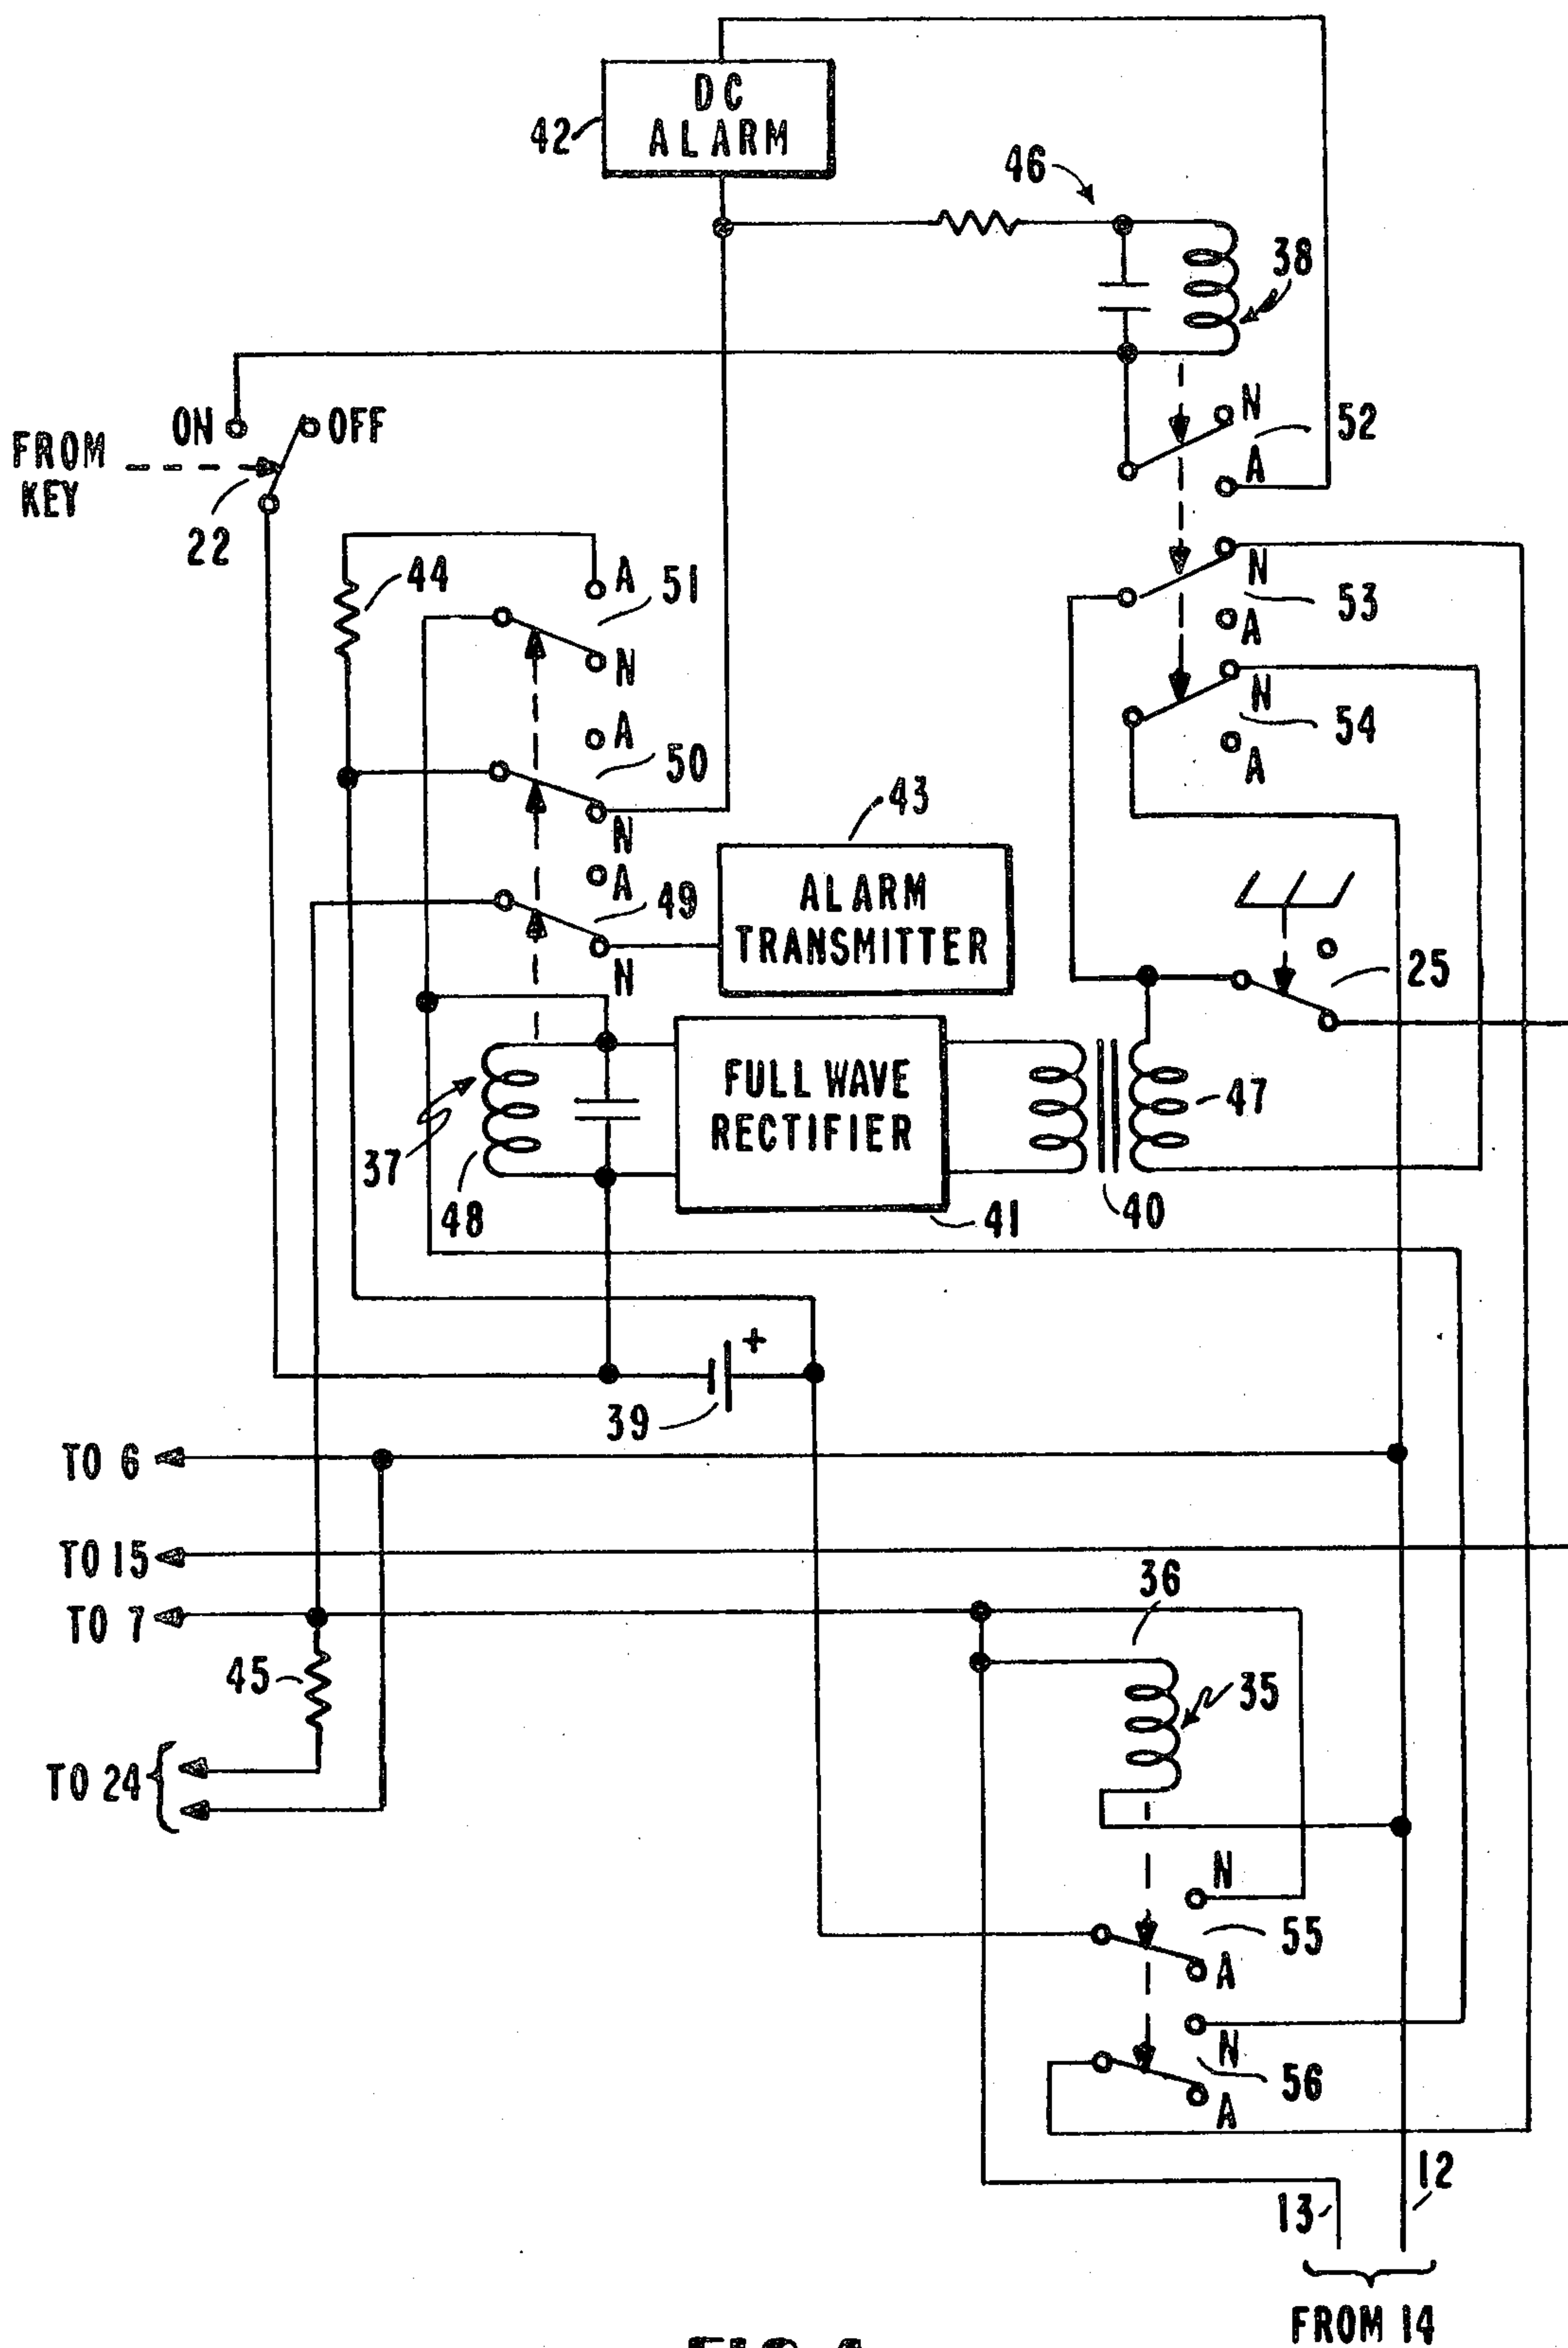 DC
ALARM
42
46
38
ON
OFF
N
52
FROM
KEY
A
22
N
53
A
44
A
51
N
N
54
A
A
50
N
43
A
49
N
ALARM
TRANSMITTER
25
FULL WAVE
RECTIFIER
47
37
48
41
40
+
39
TO 6
TO 15
TO 7
36
45
35
TO 24
N
55
A
N
56
A
12
13
FROM 14